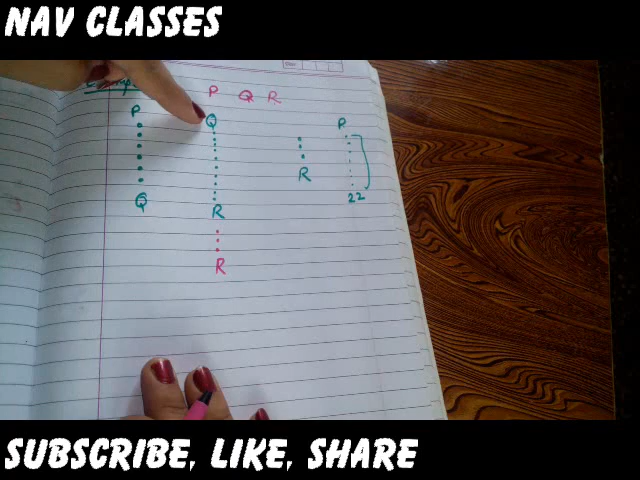 NAV CLASSES
P Q R
P Q R
R
Q R 22
R
SUBSCRIBE, LIKE, SHARE